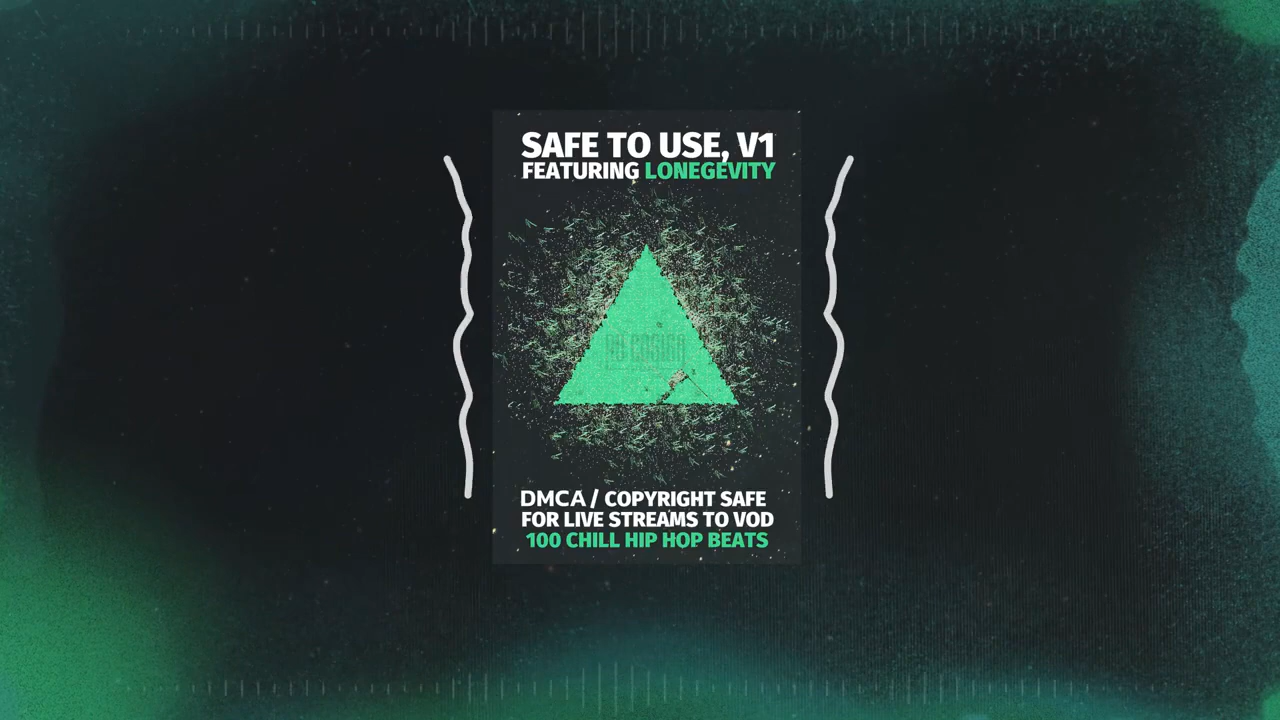 SAFE TO USE, V1
FEATURING LONEGEVITY
DMCA / COPYRIGHT SAFE
FOR LIVE STREAMS TO VOD
100 CHILL HIP HOP BEATS